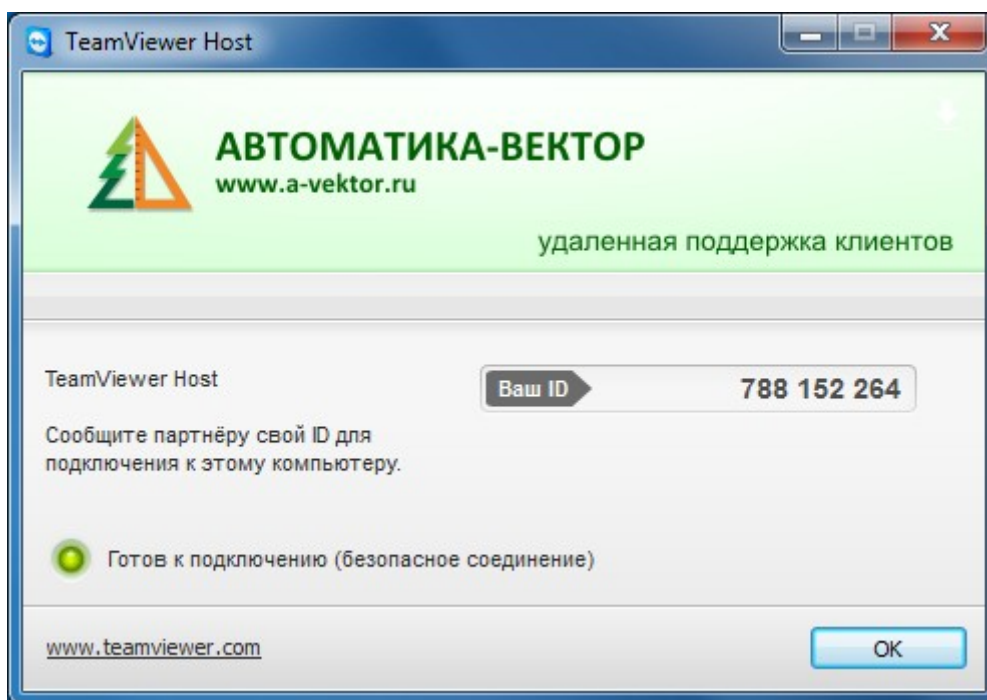 TeamViewer Host
АВТОМАТИКА-ВЕКТОР
www.a-vektor.ru
удаленная поддержка клиентов
TeamViewer Host
Ваш ID 788 152 264
Сообщите партнёру свой ID для
подключения к этому компьютеру.
Готов к подключению (безопасное соединение)
www.teamviewer.com
OK